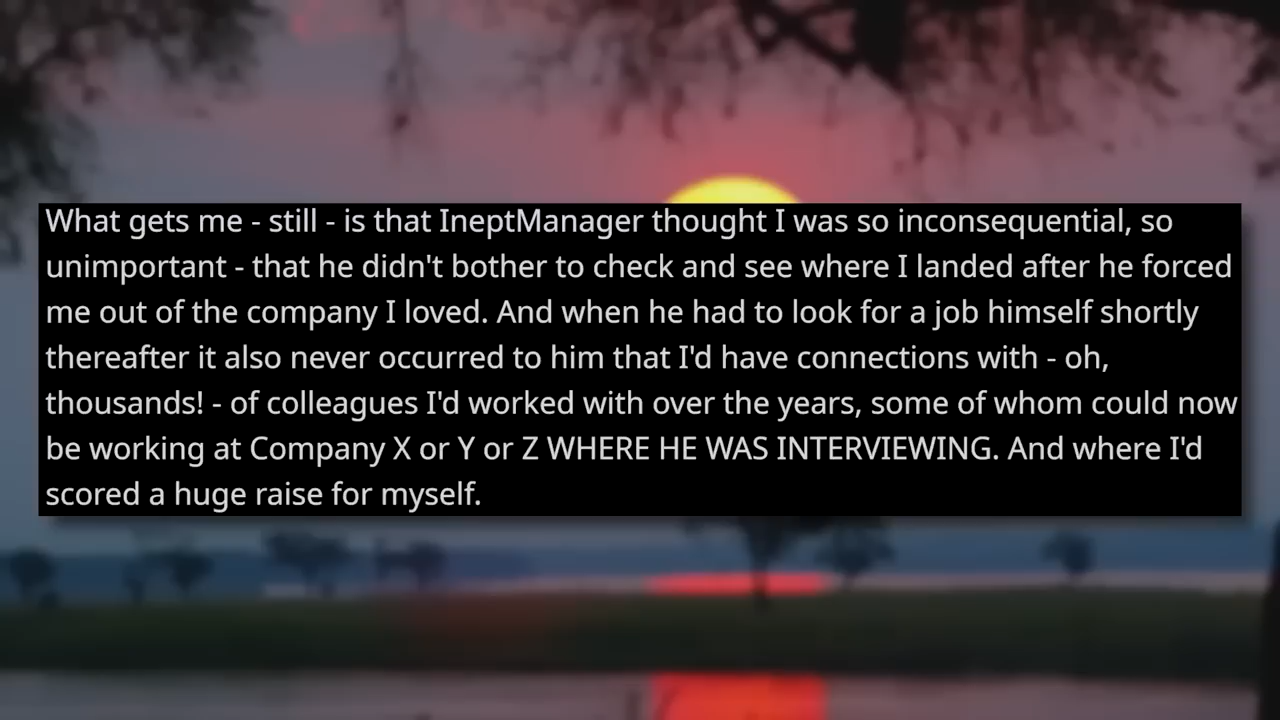 What gets me - still - is that IneptManager thought I was so inconsequential, so
unimportant - that he didn't bother to check and see where I landed after he forced
me out of the company I loved. And when he had to look for a job himself shortly
thereafter it also never occurred to him that I'd have connections with - oh,
thousands! - of colleagues I'd worked with over the years, some of whom could now
be working at Company X or Y or Z WHERE HE WAS INTERVIEWING. And where I'd
scored a huge raise for myself.